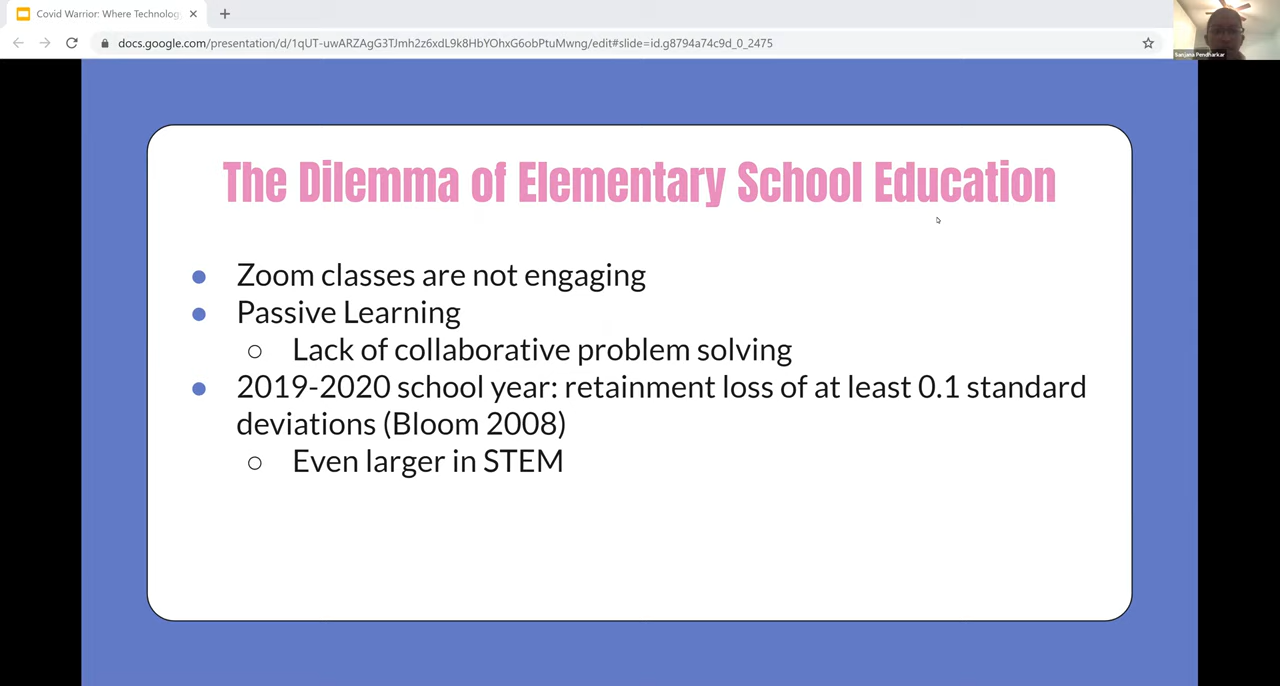 Covid Warrior: Where Technolog
docs.google.com/presentation/d/1qUT-uwARZAgG3TJmh2z6xdL9k8HbYOhxG6obPtuMwng/edit#slide=id.g8794a74c9d_0_2475
Sanjana Pendharkar
The Dilemma of Elementary School Education
● Zoom classes are not engaging
● Passive Learning
○ Lack of collaborative problem solving
● 2019-2020 school year: retainment loss of at least 0.1 standard
deviations (Bloom 2008)
○ Even larger in STEM